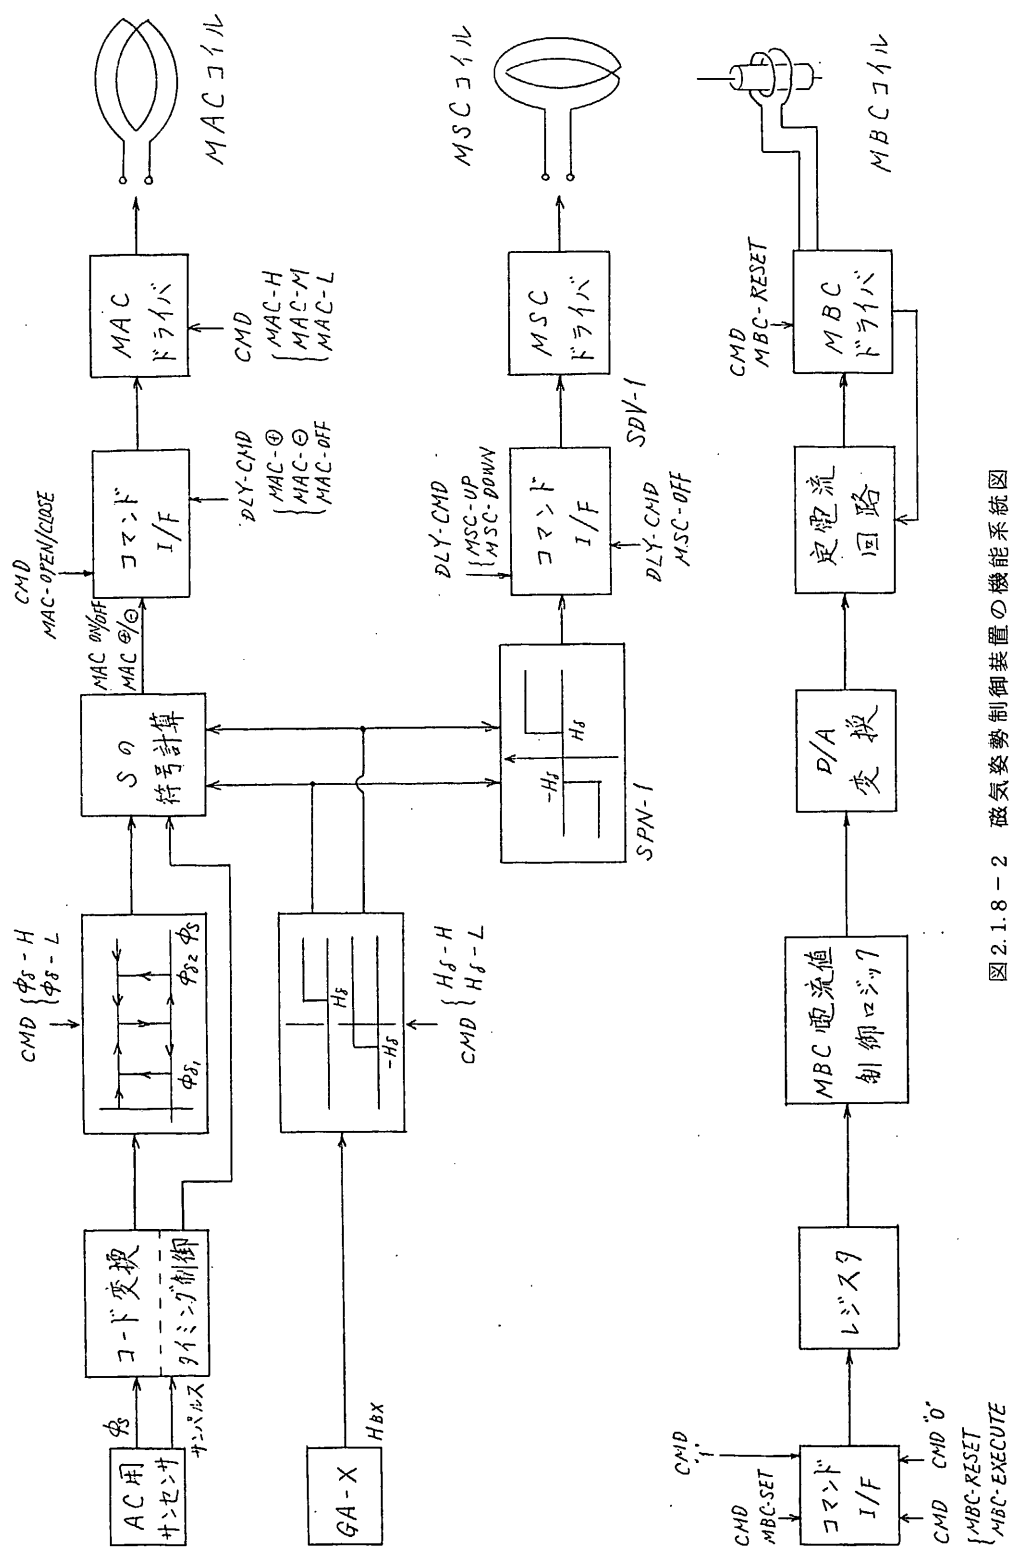 AC用
サンセンサ
φs
サンパルス
コード変換
タイミング制御
CMD { φδ-H
φδ-L
φδ1
φδ2
φs
Sの
符号計算
MAC ON/OFF
MAC ⊕/⊖
CMD
MAC-OPEN/CLOSE
コマンド
I/F
DLY-CMD
{ MAC-⊕
MAC-⊖
MAC-OFF
MAC
ドライバ
CMD
{ MAC-H
MAC-M
MAC-L
MACコイル
GA-X
HBX
Hδ
-Hδ
CMD { Hδ-H
Hδ-L
Hδ
-Hδ
SPN-1
DLY-CMD
{ MSC-UP
MSC-DOWN
コマンド
I/F
DLY-CMD
MSC-OFF
SDV-1
MSC
ドライバ
MSCコイル
CMD
MBC-SET
CMD
"1"
コマンド
I/F
CMD
{ MBC-RESET
MBC-EXECUTE
CMD "0"
レジスタ
MBC電流値
制御ロジック
D/A
変換
定電流
回路
CMD
MBC-RESET
MBC
ドライバ
MBCコイル
図2.1.8-2 磁気姿勢制御装置の機能系統図